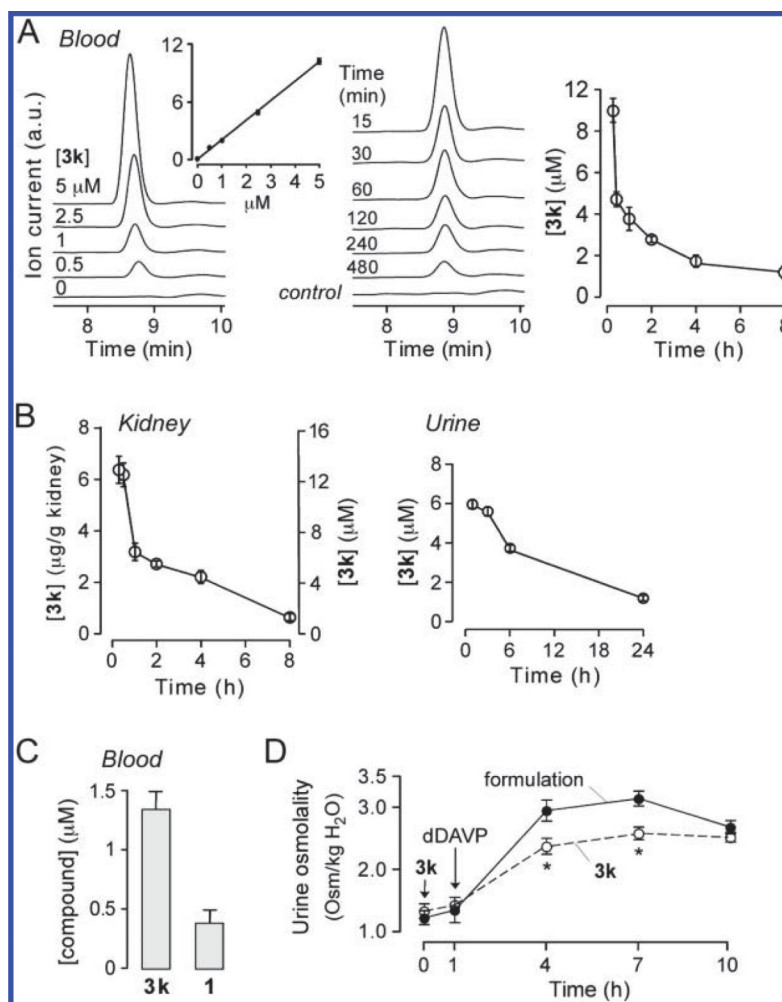 A
Blood
Ion current (a.u.)
[3k]
5 μM
2.5
1
0.5
0
8
9
10
Time (min)
12
6
0
0
1
2
3
4
5
μM
Time
(min)
15
30
60
120
240
480
control
8
9
10
Time (min)
[3k] (μM)
12
10
8
6
4
2
0
0
2
4
6
8
Time (h)
B
Kidney
[3k] (μg/g kidney)
8
6
4
2
0
0
2
4
6
8
Time (h)
16
12
8
4
0
[3k] (μM)
Urine
[3k] (μM)
8
6
4
2
0
0
6
12
18
24
Time (h)
C
Blood
[compound] (μM)
1.5
1
0.5
0
3k
1
D
Urine osmolality
(Osm/kg H₂O)
3.5
3.0
2.0
1.0
formulation
dDAVP
3k
3k
*
*
0
1
4
7
10
Time (h)